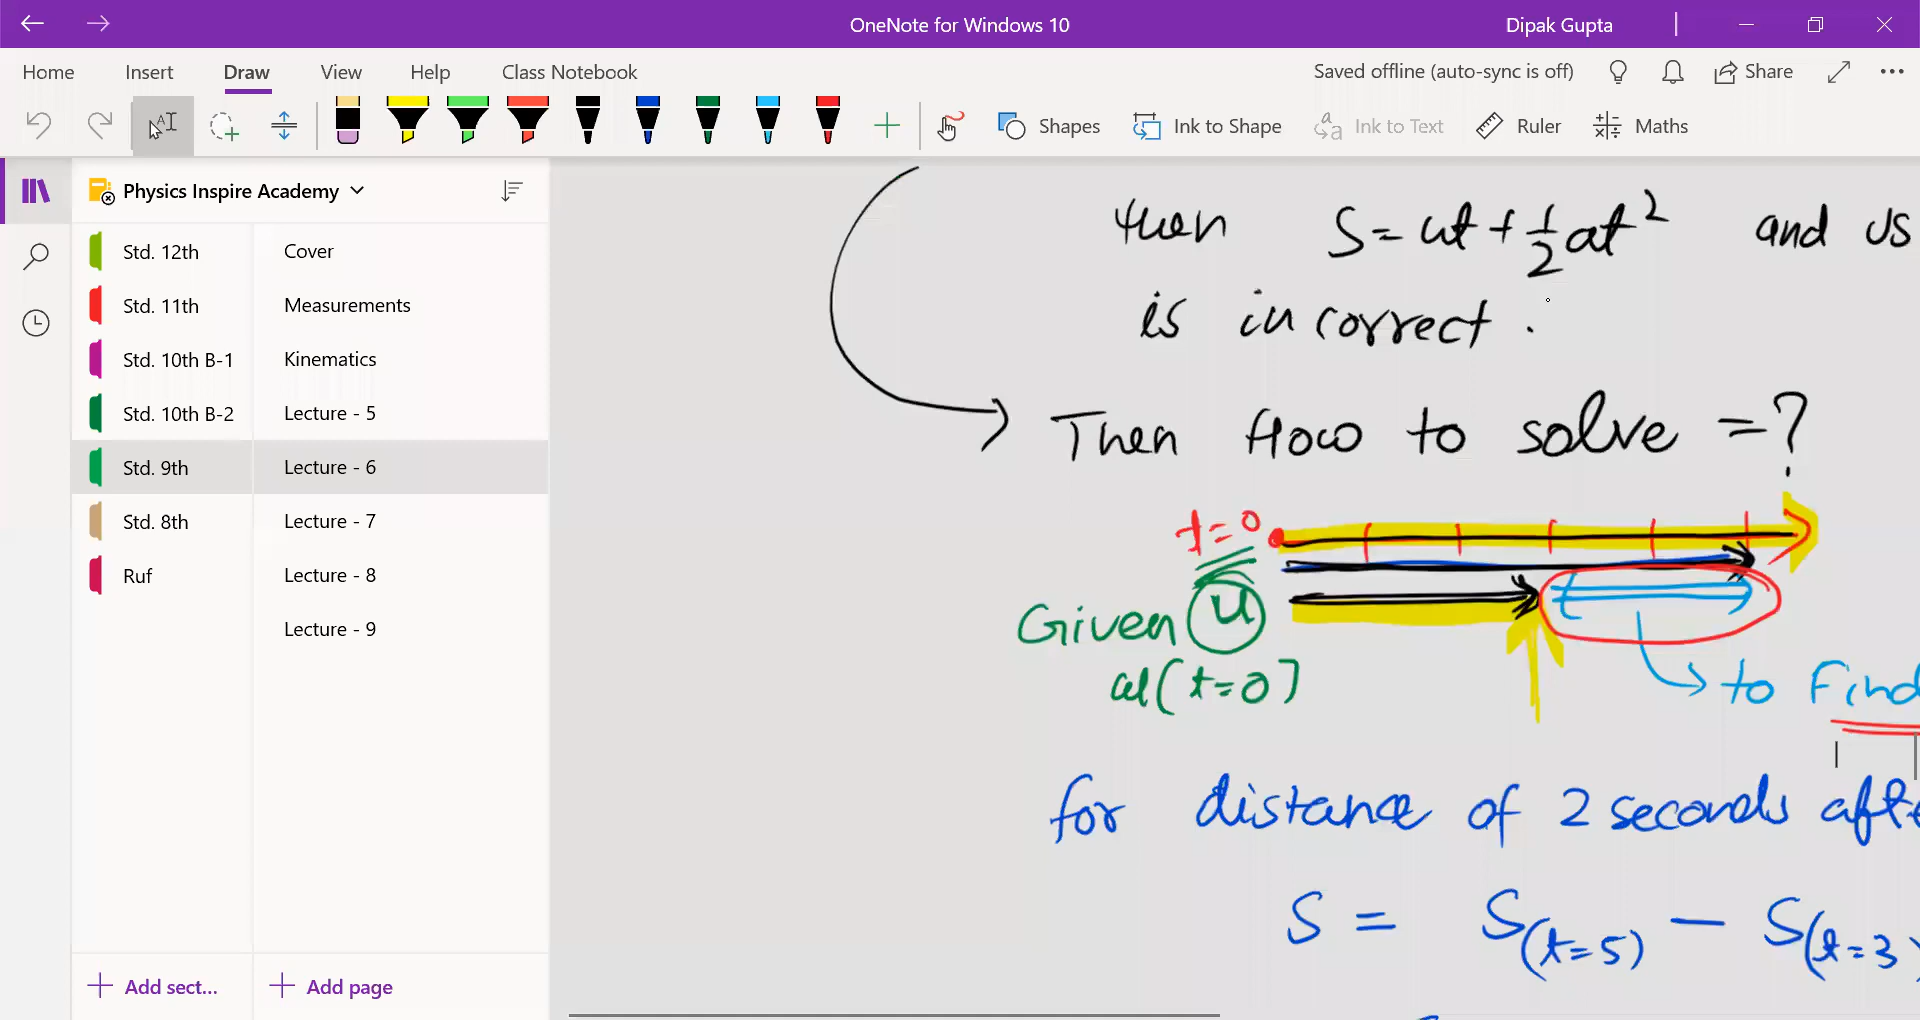 OneNote for Windows 10
Dipak Gupta
Home Insert Draw View Help Class Notebook
Saved offline (auto-sync is off) Share
Shapes Ink to Shape Ink to Text Ruler Maths
Physics Inspire Academy
Std. 12th
Std. 11th
Std. 10th B-1
Std. 10th B-2
Std. 9th
Std. 8th
Ruf
Cover
Measurements
Kinematics
Lecture - 5
Lecture - 6
Lecture - 7
Lecture - 8
Lecture - 9
Add sect...
Add page
then S = ut + 1/2 at² and us
is incorrect .
Then How to solve = ?
t = 0
Given u
at (t = 0)
to Find
for distance of 2 seconds afte
S = S(t=5) − S(t=3)